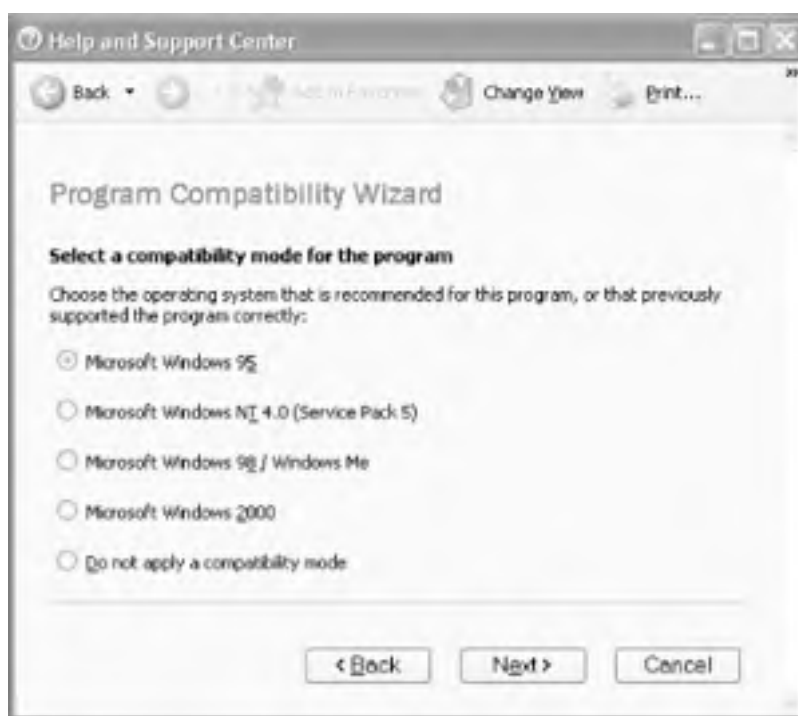 Help and Support Center
Back
Add to Favorites
Change View
Print...
»
Program Compatibility Wizard
Select a compatibility mode for the program
Choose the operating system that is recommended for this program, or that previously
supported the program correctly:
Microsoft Windows 95
Microsoft Windows NT 4.0 (Service Pack 5)
Microsoft Windows 98 / Windows Me
Microsoft Windows 2000
Do not apply a compatibility mode
< Back
Next >
Cancel